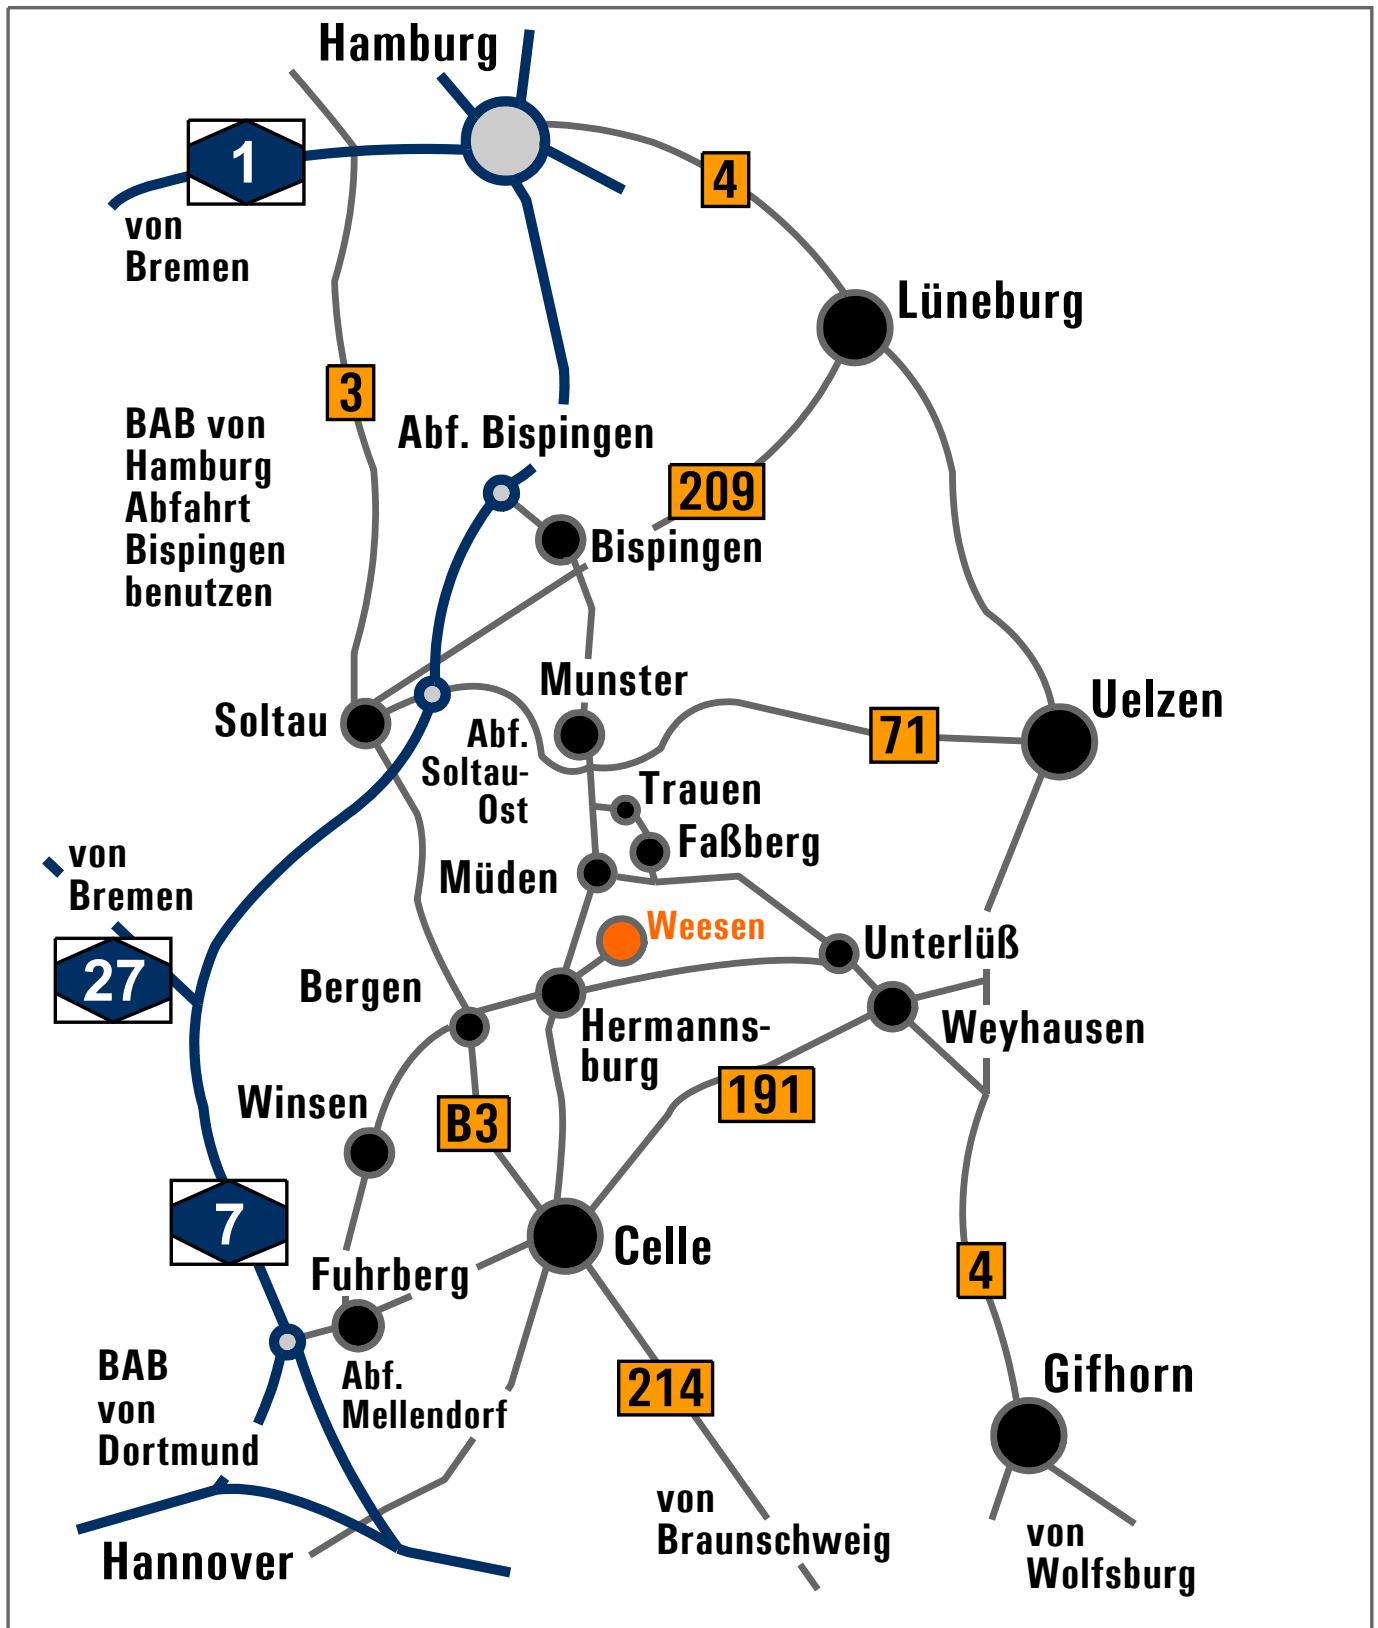 Hamburg
1
4
von
Bremen
Lüneburg
3
BAB von
Hamburg
Abfahrt
Bispingen
benutzen
Abf. Bispingen
209
Bispingen
Munster
Soltau
Uelzen
71
Abf.
Soltau-
Ost
Trauen
Faßberg
Müden
von
Bremen
27
Weesen
Unterlüß
Bergen
Hermanns-
burg
Weyhausen
191
Winsen
B3
7
Celle
Fuhrberg
4
BAB
von
Dortmund
Abf.
Mellendorf
214
Gifhorn
von
Braunschweig
von
Wolfsburg
Hannover